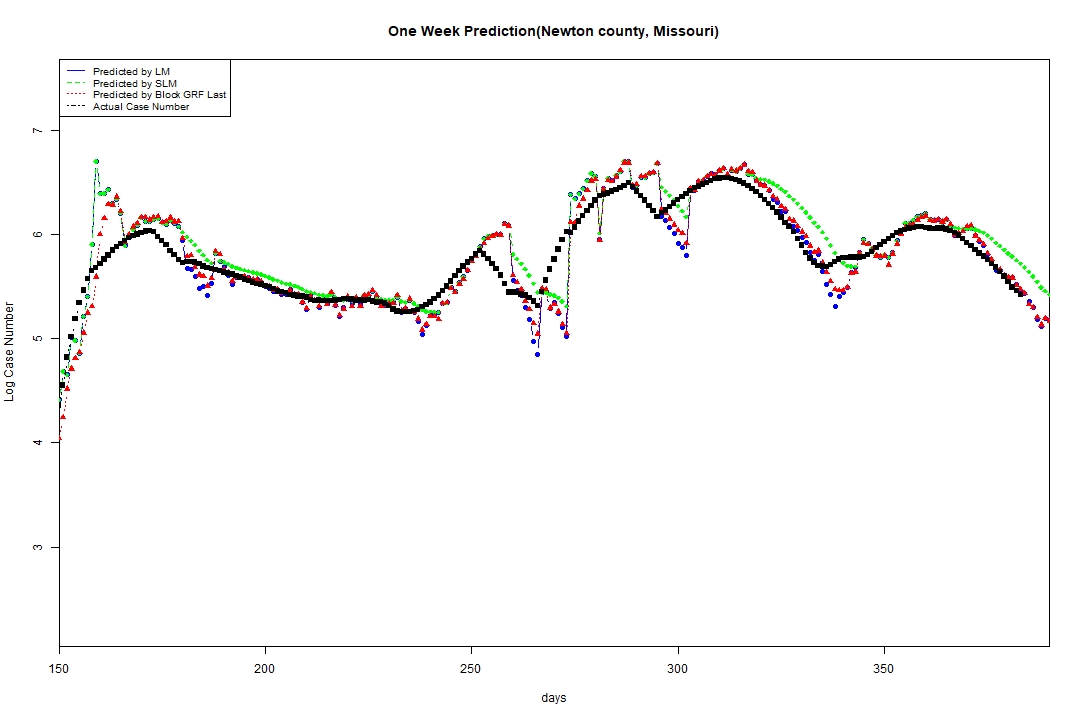 One Week Prediction(Newton county, Missouri)
Predicted by LM
Predicted by SLM
Predicted by Block GRF Last
Actual Case Number
7
6
5
4
3
Log Case Number
150 200 250 300 350
days